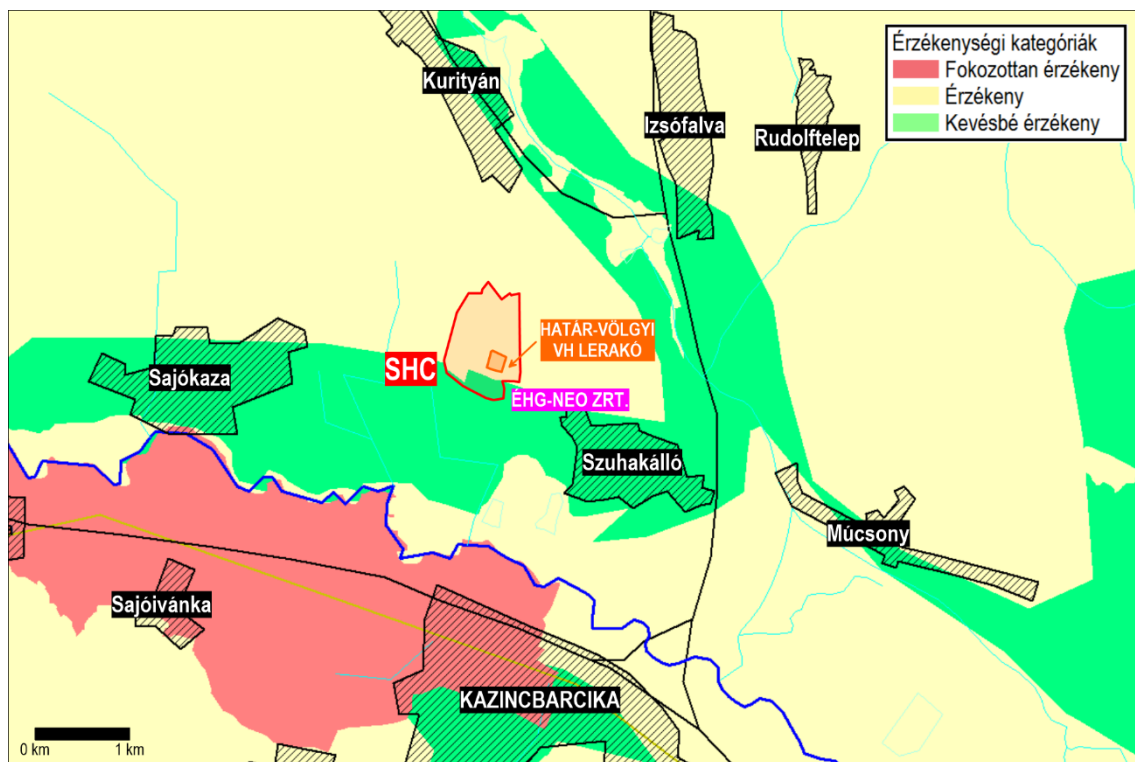 Érzékenységi kategóriák
Fokozottan érzékeny
Érzékeny
Kevésbé érzékeny
Kurityán
Izsófalva
Rudolftelep
HATÁR-VÖLGYI
VH LERAKÓ
SHC
Sajókaza
ÉHG-NEO ZRT.
Szuhakálló
Múcsony
Sajóivánka
KAZINCBARCIKA
0 km 1 km